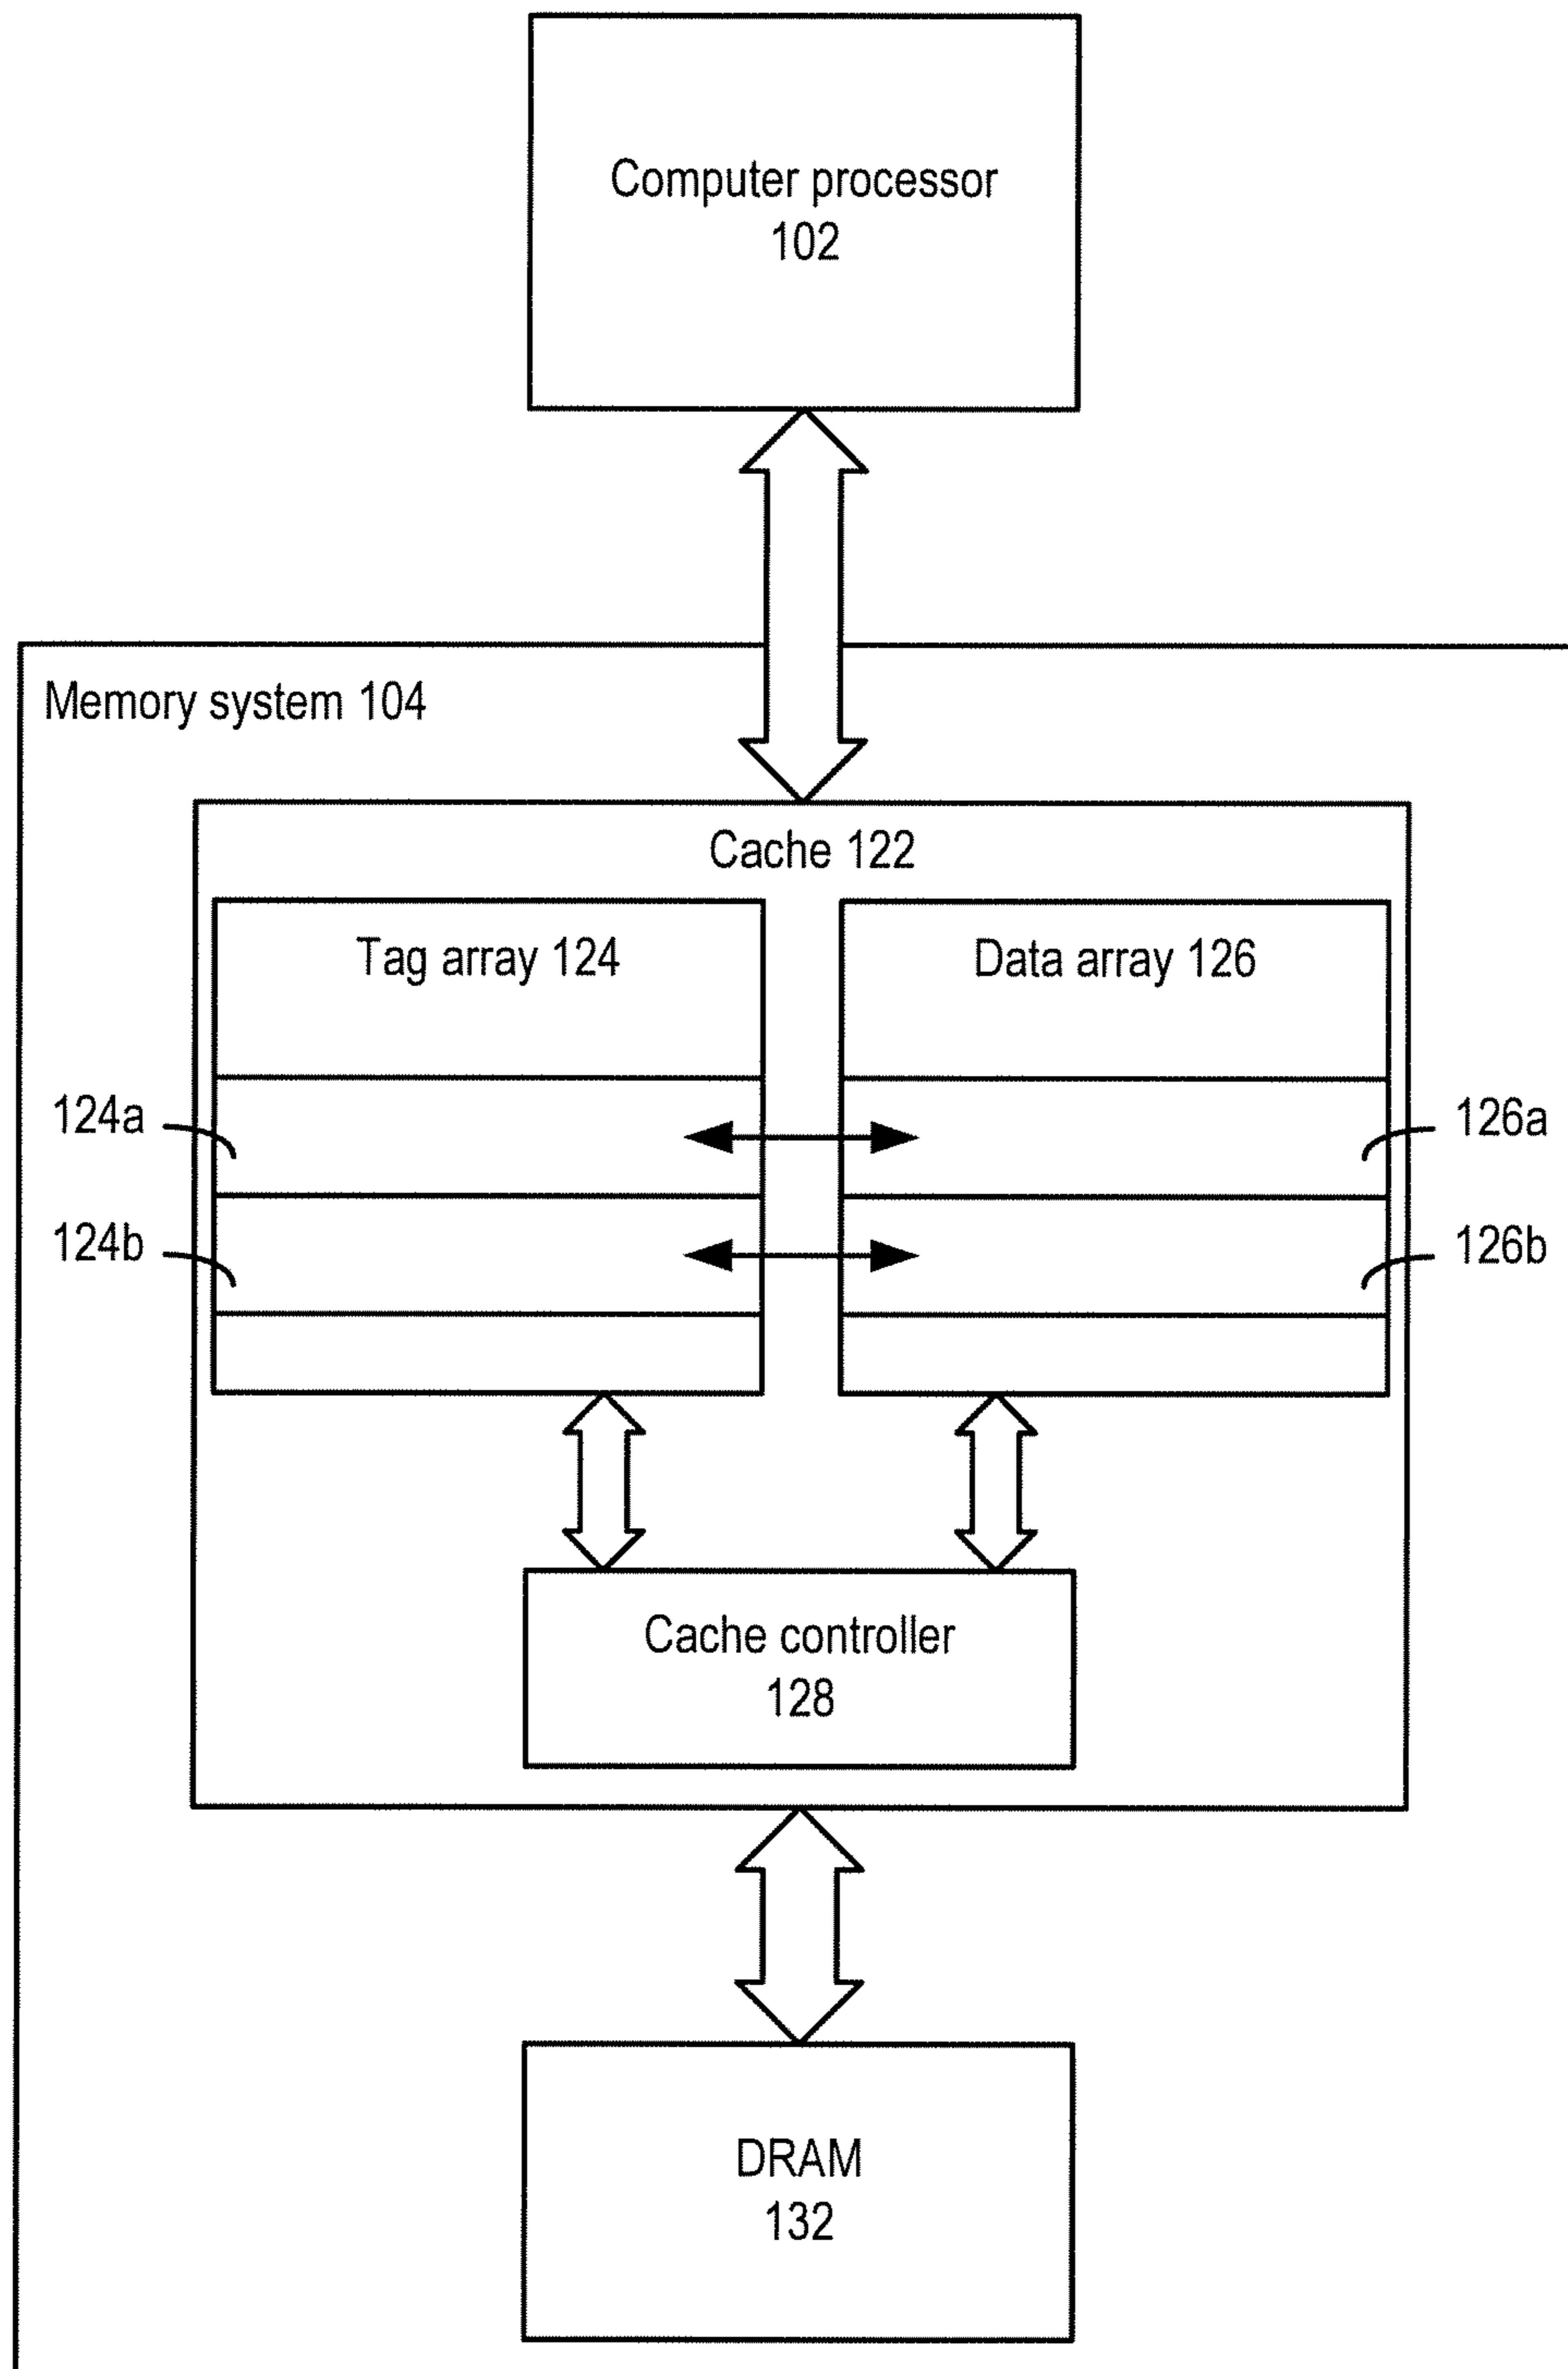 Computer processor
102
Memory system 104
Cache 122
Tag array 124
Data array 126
124a
126a
124b
126b
Cache controller
128
DRAM
132